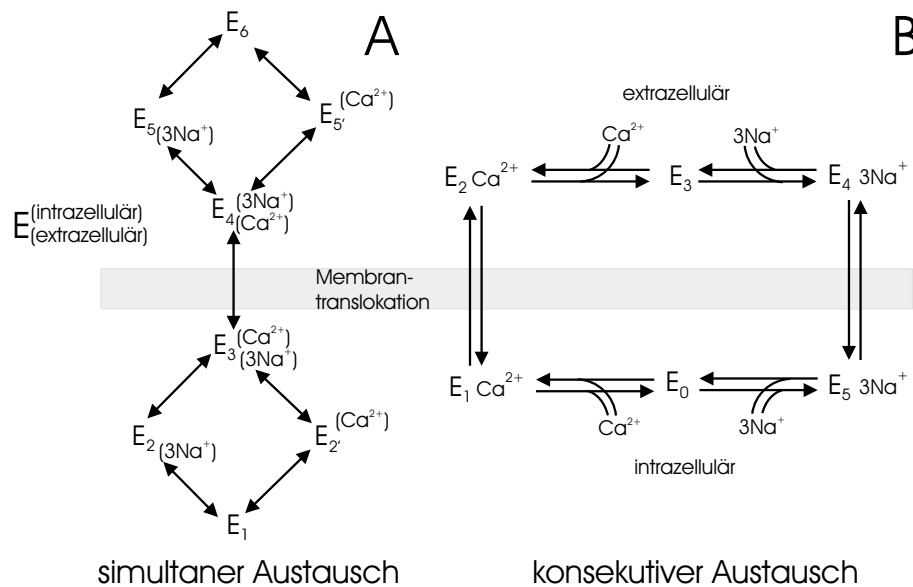 A
E₆
E₅(3Na⁺)
E₅'(Ca²⁺)
E₄(3Na⁺)(Ca²⁺)
E(intrazellulär)
(extrazellulär)
Membran-
translokation
E₃(Ca²⁺)(3Na⁺)
E₂(3Na⁺)
E₂'(Ca²⁺)
E₁
simultaner Austausch
B
extrazellulär
Ca²⁺ 3Na⁺
E₂ Ca²⁺ E₃ E₄ 3Na⁺
E₁ Ca²⁺ E₀ E₅ 3Na⁺
Ca²⁺ 3Na⁺
intrazellulär
konsekutiver Austausch